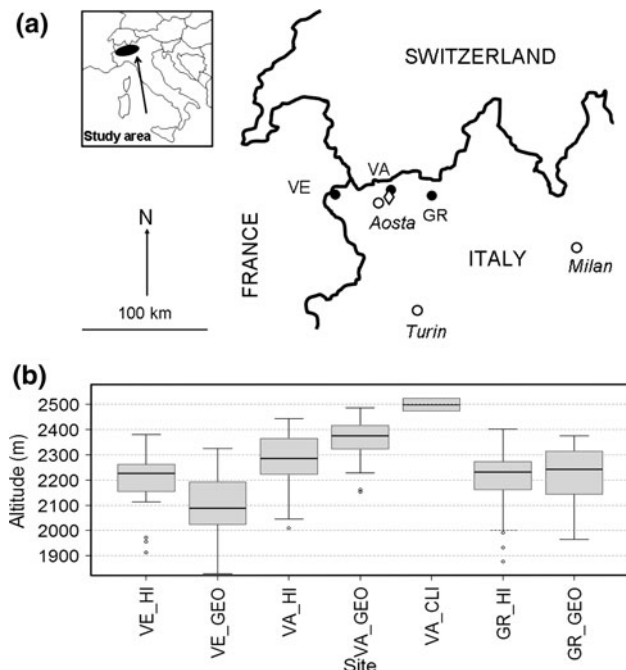 (a)
Study area
SWITZERLAND
VA
VE
Aosta
GR
N
FRANCE
ITALY
Milan
100 km
Turin
(b)
Altitude (m)
2500
2400
2300
2200
2100
2000
1900
VE_HI
VE_GEO
VA_HI
VA_GEO
VA_CLI
GR_HI
GR_GEO
Site